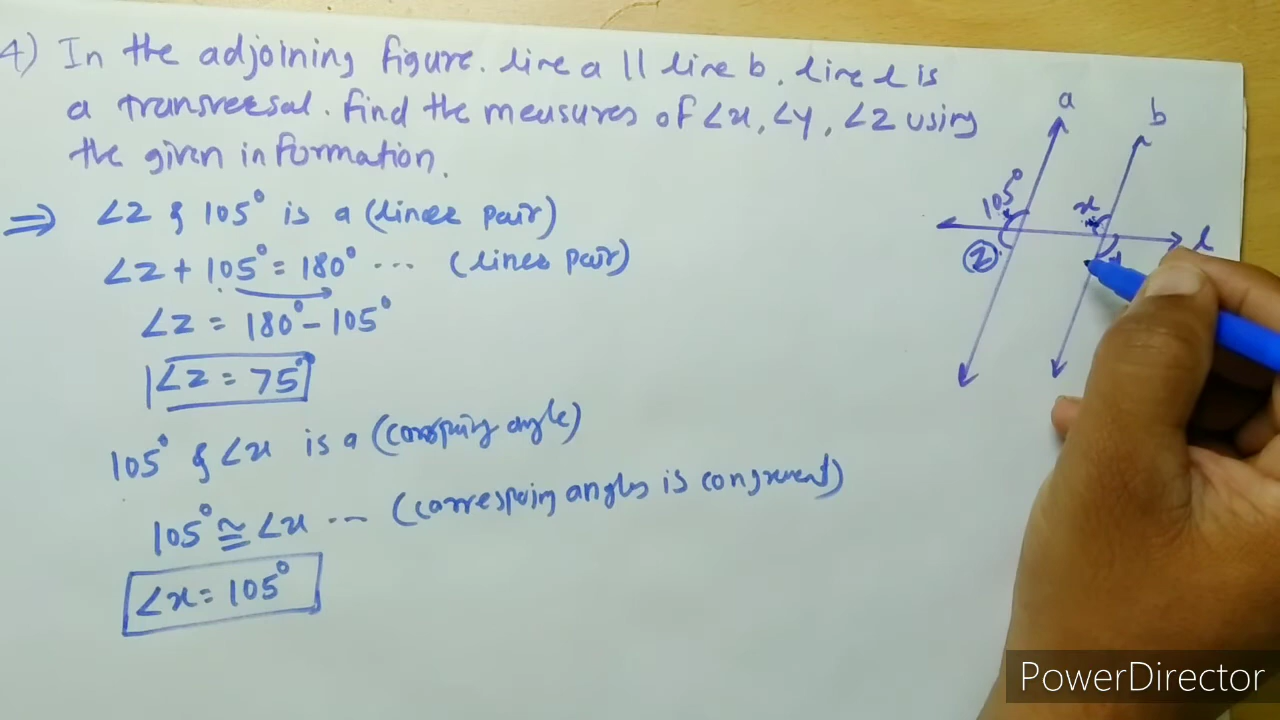 4) In the adjoining figure. line a || line b. line l is
a transversal. find the measures of ∠x, ∠y, ∠z using
the given information.
⇒ ∠z & 105° is a (linear pair)
∠z + 105° = 180° ... (linear pair)
∠z = 180° - 105°
∠z = 75°
105° & ∠x is a angle)
105° ≅ ∠x ... angles is congruent)
∠x = 105°
a
b
105°
x
l
z
PowerDirector